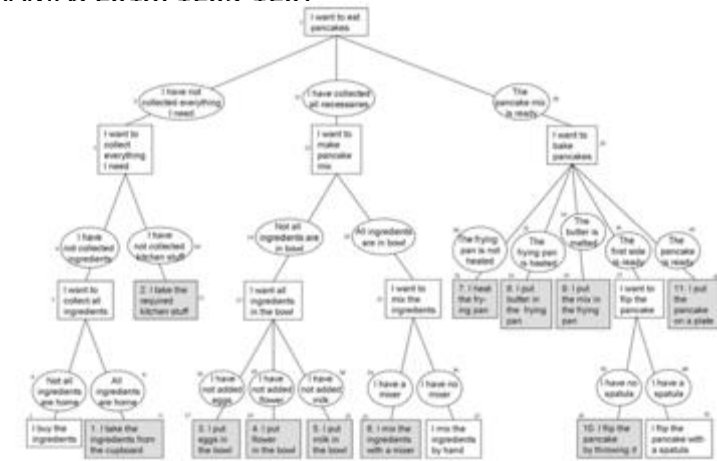 I want to eat
pancakes
I have not
collected everything
I need
I have collected
all necessaries
The
pancake mix
is ready
I want to
collect
everything
I need
I want to
make
pancake
mix
I want to
bake
pancakes
I have
not collected
ingredients
I have
not collected
kitchen stuff
Not all
ingredients are
in bowl
All ingredients
are in bowl
The frying
pan is not
heated
The
frying pan
is heated
The
butter is
melted
The
first side
is ready
The
pancake
is ready
I want to
collect all
ingredients
2. I take the
required
kitchen stuff
I want all
ingredients
in the bowl
I want to
mix the
ingredients
7. I heat
the fry-
ing pan
8. I put
butter in
the frying
pan
9. I put
the mix in
the frying
pan
I want to
flip the
pancake
11. I put
the
pancake
on a plate
Not all
ingredients
are home
All
ingredients
are home
I have
not added
eggs
I have
not added
flower
I have
not added
milk
I have a
mixer
I have no
mixer
I have no
spatula
I have a
spatula
I buy the
ingredients
1. I take the
ingredients from
the cupboard
3. I put
eggs in
the bowl
4. I put
flower
in the bowl
5. I put
milk in
the bowl
6. I mix the
ingredients
with a mixer
I mix the
ingredients
by hand
10. I flip the
pancake
by throwing it
I flip the
pancake with
a spatula